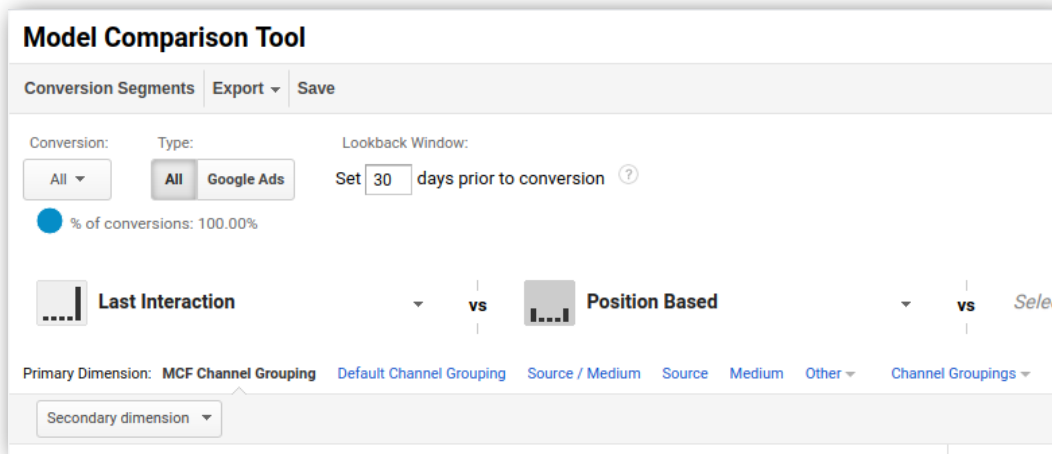 Model Comparison Tool
Conversion Segments Export Save
Conversion: Type: Lookback Window:
All All Google Ads Set 30 days prior to conversion ?
% of conversions: 100.00%
Last Interaction vs Position Based vs Selec
Primary Dimension: MCF Channel Grouping Default Channel Grouping Source / Medium Source Medium Other Channel Groupings
Secondary dimension